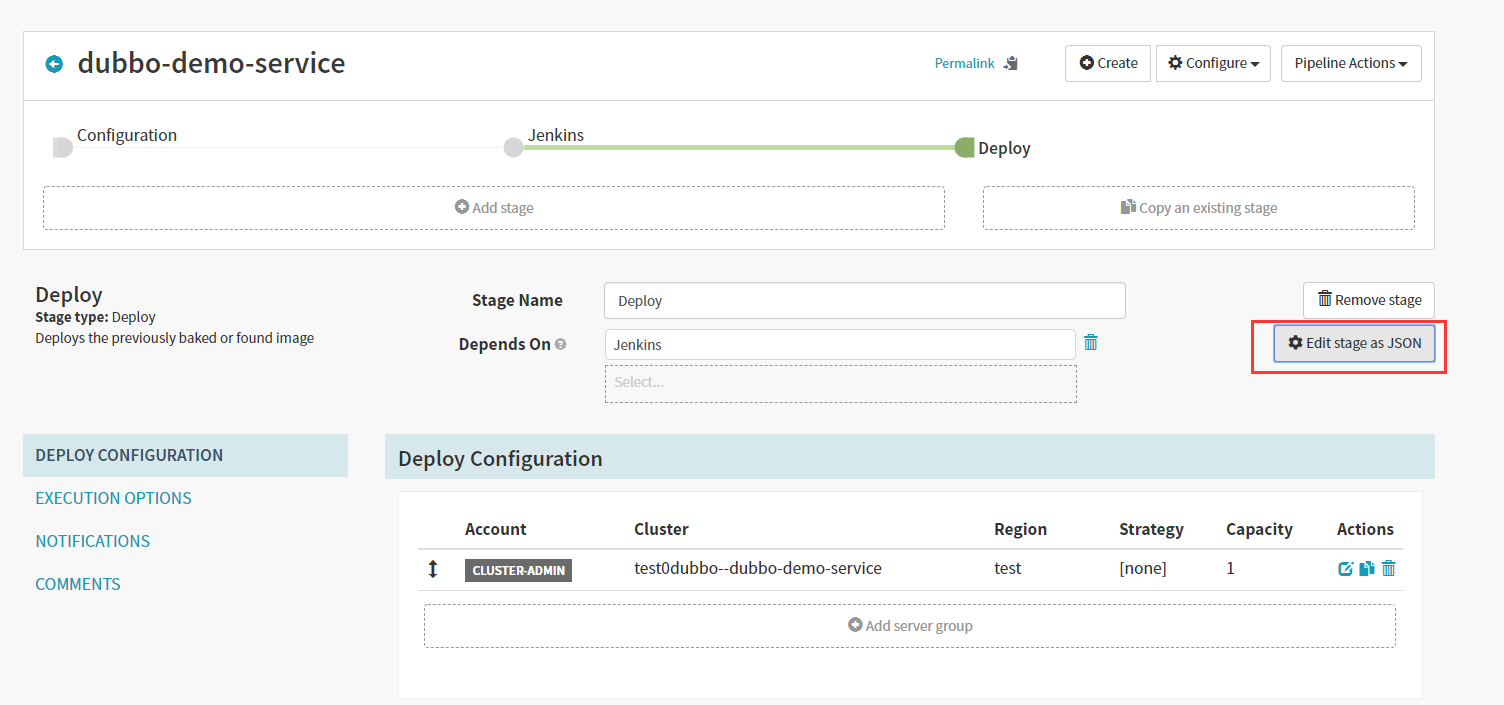 dubbo-demo-service
Permalink
Create
Configure
Pipeline Actions
Configuration
Jenkins
Deploy
Add stage
Copy an existing stage
Deploy
Stage type: Deploy
Deploys the previously baked or found image
Stage Name
Deploy
Remove stage
Depends On
Jenkins
Edit stage as JSON
Select...
DEPLOY CONFIGURATION
EXECUTION OPTIONS
NOTIFICATIONS
COMMENTS
Deploy Configuration
Account Cluster Region Strategy Capacity Actions
CLUSTER-ADMIN test0dubbo--dubbo-demo-service test [none] 1
Add server group